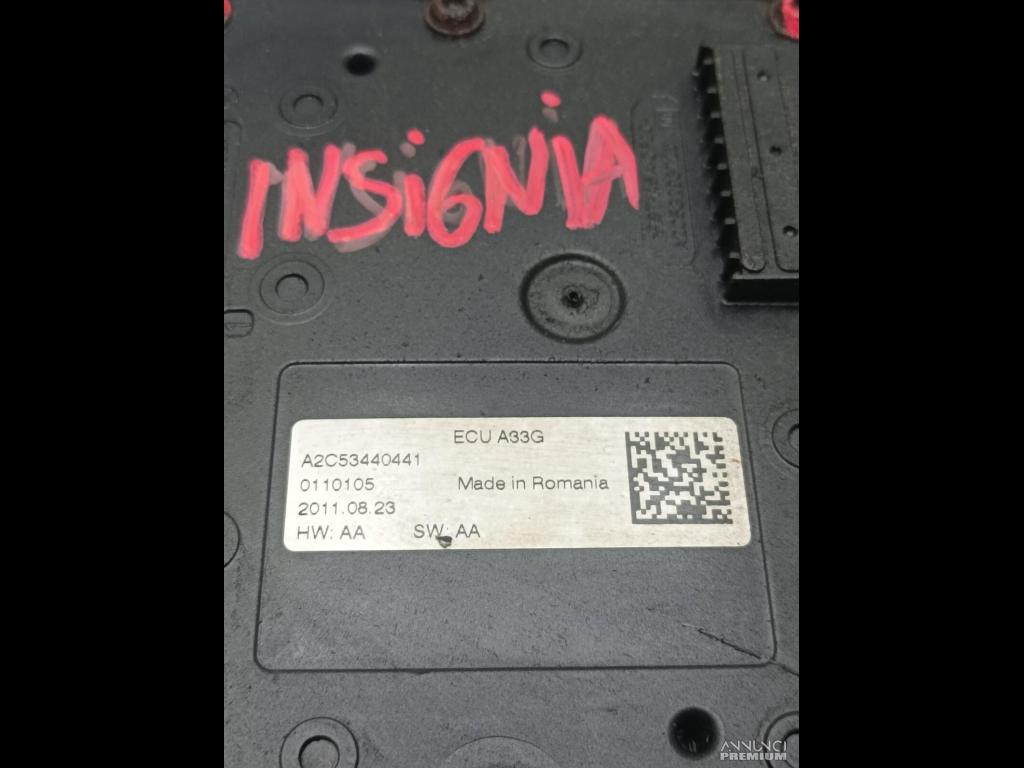 INSiGNiA
ECU A33G
A2C53440441
0110105
Made in Romania
2011.08.23
HW: AA SW: AA
ANNUNCI
PREMIUM